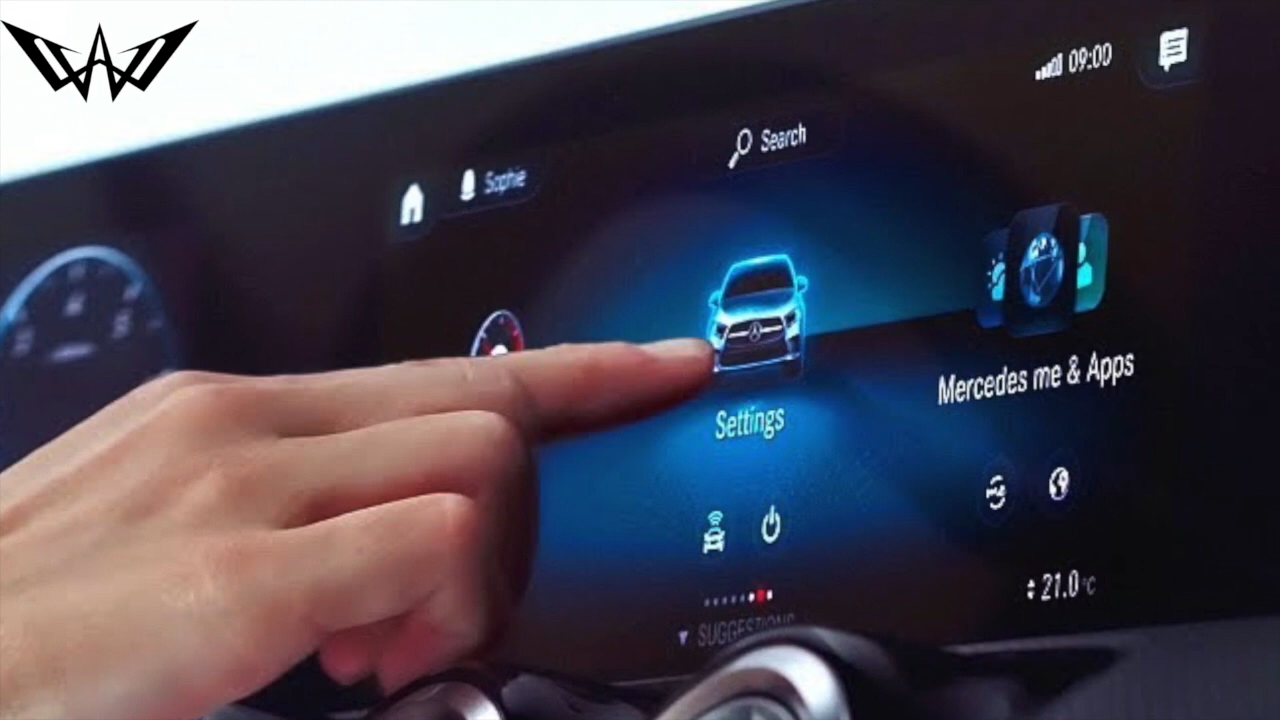 09:00
Search
Sophie
Settings
Mercedes me & Apps
21.0 °C
SUGGESTIONS